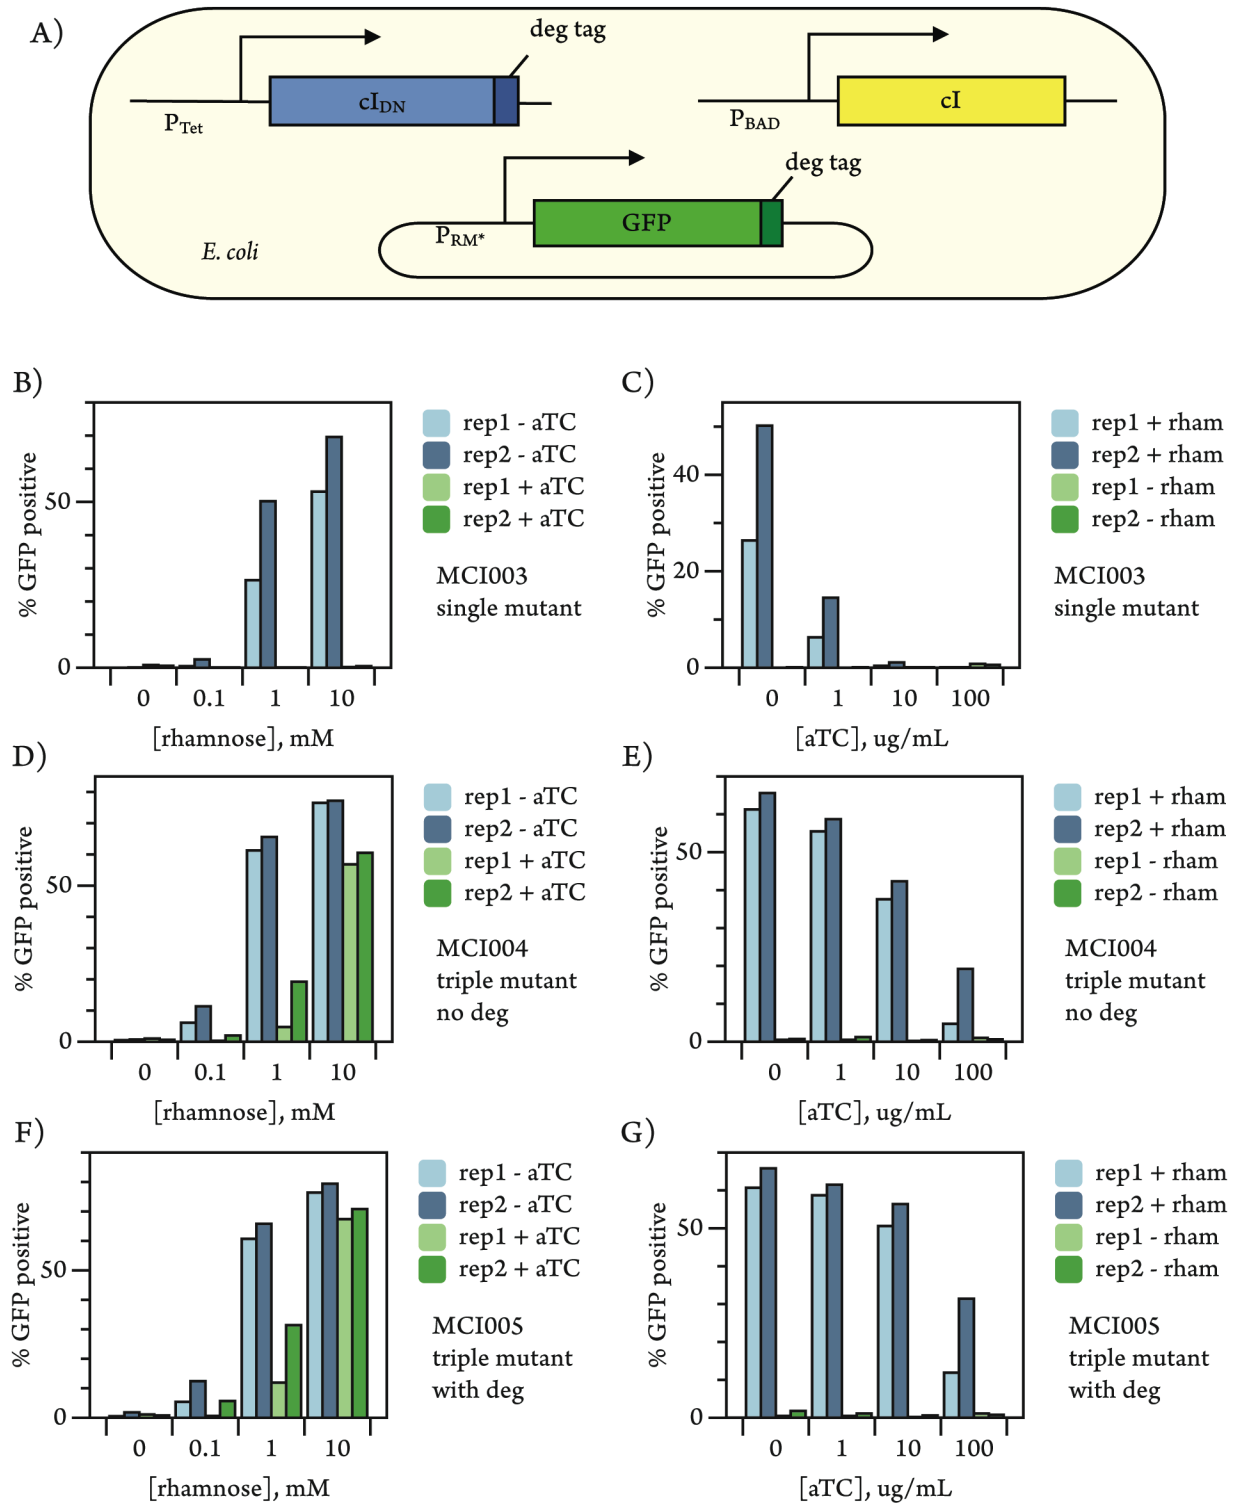 A)
deg tag
cI_DN
P_Tet
cI
P_BAD
deg tag
GFP
P_RM*
E. coli
B)
% GFP positive
50
0
0 0.1 1 10
[rhamnose], mM
rep1 - aTC
rep2 - aTC
rep1 + aTC
rep2 + aTC
MCI003
single mutant
C)
% GFP positive
40
20
0
0 1 10 100
[aTC], ug/mL
rep1 + rham
rep2 + rham
rep1 - rham
rep2 - rham
MCI003
single mutant
D)
% GFP positive
50
0
0 0.1 1 10
[rhamnose], mM
rep1 - aTC
rep2 - aTC
rep1 + aTC
rep2 + aTC
MCI004
triple mutant
no deg
E)
% GFP positive
50
0
0 1 10 100
[aTC], ug/mL
rep1 + rham
rep2 + rham
rep1 - rham
rep2 - rham
MCI004
triple mutant
no deg
F)
% GFP positive
50
0
0 0.1 1 10
[rhamnose], mM
rep1 - aTC
rep2 - aTC
rep1 + aTC
rep2 + aTC
MCI005
triple mutant
with deg
G)
% GFP positive
50
0
0 1 10 100
[aTC], ug/mL
rep1 + rham
rep2 + rham
rep1 - rham
rep2 - rham
MCI005
triple mutant
with deg